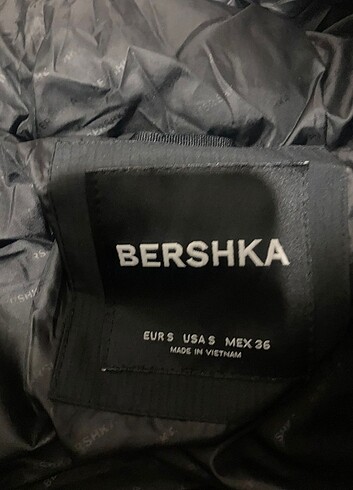 BERSHKA
EUR S USA S MEX 36
MADE IN VIETNAM